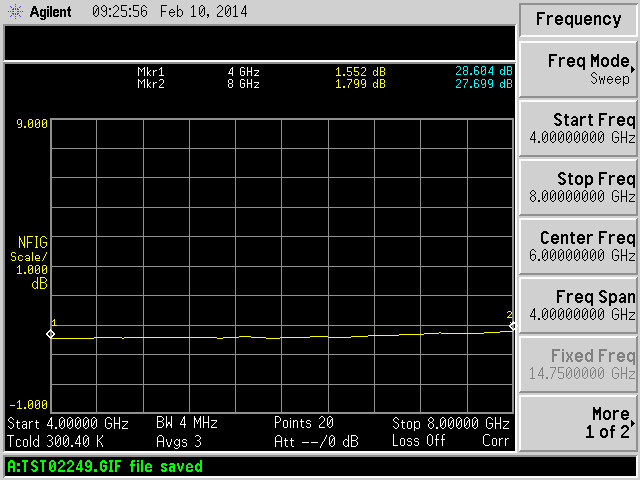 Agilent 09:25:56 Feb 10, 2014
Mkr1 4 GHz 1.552 dB 28.604 dB
Mkr2 8 GHz 1.799 dB 27.699 dB
9.000
NFIG
Scale/
1.000
dB
1
2
-1.000
Start 4.00000 GHz BW 4 MHz Points 20 Stop 8.00000 GHz
Tcold 300.40 K Avgs 3 Att --/0 dB Loss Off Corr
A:TST02249.GIF file saved
Frequency
Freq Mode
Sweep
Start Freq
4.00000000 GHz
Stop Freq
8.00000000 GHz
Center Freq
6.00000000 GHz
Freq Span
4.00000000 GHz
Fixed Freq
14.7500000 GHz
More
1 of 2